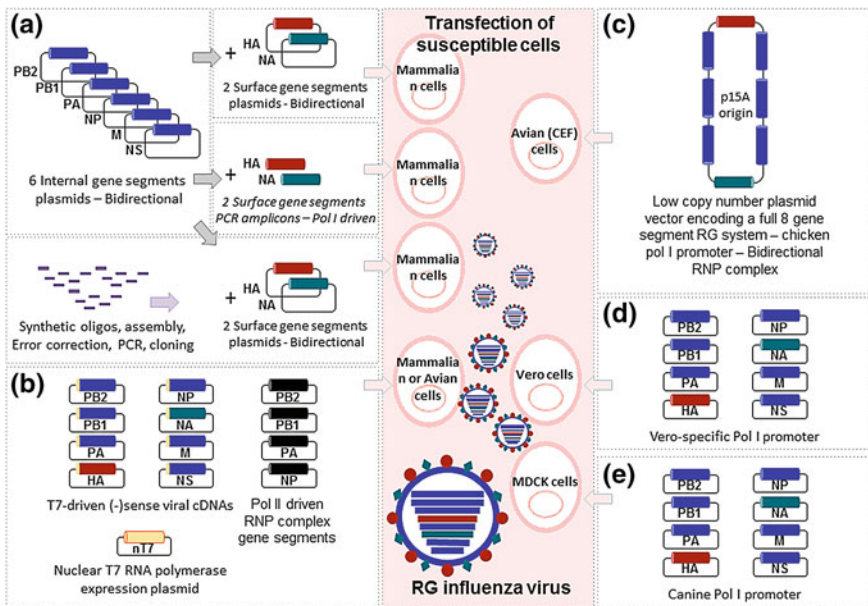 (a)
PB2
PB1
PA
NP
M
NS
6 Internal gene segments
plasmids – Bidirectional
+
HA
NA
2 Surface gene segments
plasmids - Bidirectional
+
HA
NA
2 Surface gene segments
PCR amplicons – Pol I driven
Synthetic oligos, assembly,
Error correction, PCR, cloning
+
HA
NA
2 Surface gene segments
plasmids - Bidirectional
(b)
PB2
PB1
PA
HA
NP
NA
M
NS
T7-driven (-)sense viral cDNAs
PB2
PB1
PA
NP
Pol II driven
RNP complex
gene segments
nT7
Nuclear T7 RNA polymerase
expression plasmid
Transfection of
susceptible cells
Mammalia
n cells
Avian (CEF)
cells
Mammalia
n cells
Mammalia
n cells
Mammalia
n or Avian
cells
Vero cells
MDCK cells
RG influenza virus
(c)
p15A
origin
Low copy number plasmid
vector encoding a full 8 gene
segment RG system – chicken
pol I promoter – Bidirectional
RNP complex
(d)
PB2
PB1
PA
HA
NP
NA
M
NS
Vero-specific Pol I promoter
(e)
PB2
PB1
PA
HA
NP
NA
M
NS
Canine Pol I promoter